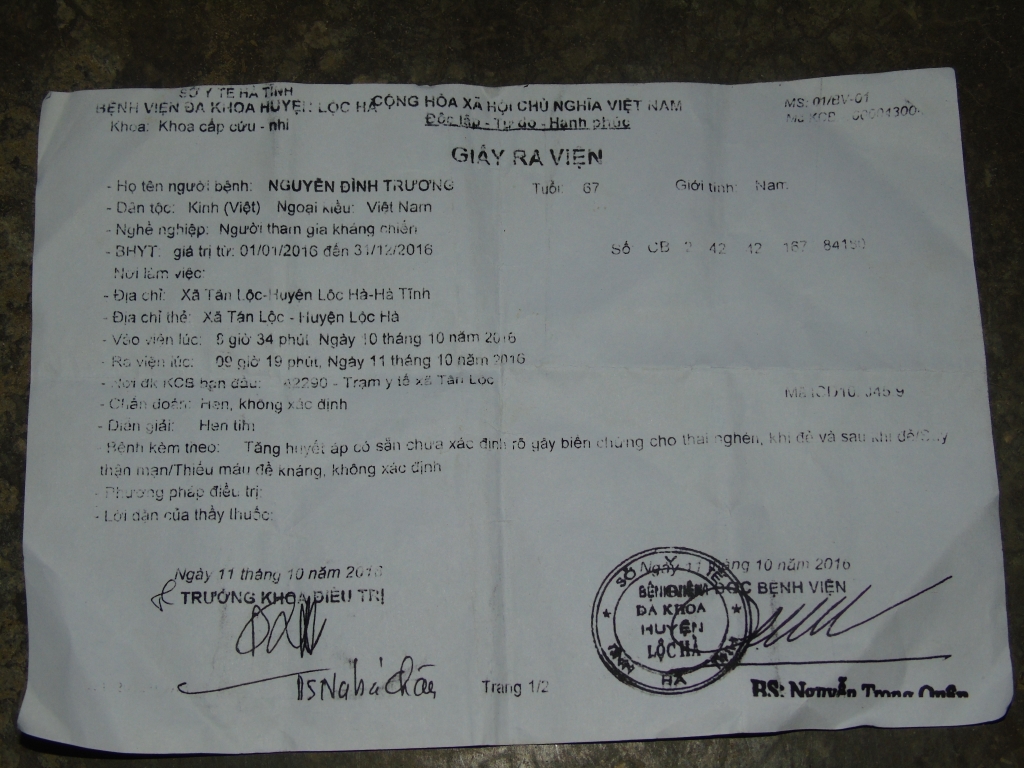 SỞ Y TẾ HÀ TĨNH
BỆNH VIỆN ĐA KHOA HUYỆN LỘC HÀ
Khoa: Khoa cấp cứu - nhi
CỘNG HÒA XÃ HỘI CHỦ NGHĨA VIỆT NAM
Độc lập - Tự do - Hạnh phúc
MS: 01/BV-01
GIẤY RA VIỆN
- Họ tên người bệnh: NGUYỄN ĐÌNH TRƯƠNG Tuổi: 67 Giới tính: Nam
- Dân tộc: Kinh (Việt) Ngoại kiều: Việt Nam
- Nghề nghiệp: Người tham gia kháng chiến
- BHYT: giá trị từ: 01/01/2016 đến 31/12/2016 Số CB 2 42 42 167
Nơi làm việc:
- Địa chỉ: Xã Tân Lộc-Huyện Lộc Hà-Hà Tĩnh
- Địa chỉ thẻ: Xã Tân Lộc - Huyện Lộc Hà
- Vào viện lúc: giờ 34 phút, Ngày 10 tháng 10 năm 2016
- Ra viện lúc: 09 giờ 19 phút, Ngày 11 tháng 10 năm 2016
- Nơi đk KCB ban đầu: 42290 - Trạm y tế xã Tân Lộc
- Chẩn đoán: Hen, không xác định Mã ICD10: J45.9
- Diễn giải: Hen tim
- Bệnh kèm theo: Tăng huyết áp có sẵn chưa xác định rõ gây biến chứng cho thai nghén, khi đẻ và sau khi đẻ/Suy
thận mạn/Thiếu máu đề kháng, không xác định
- Phương pháp điều trị:
- Lời dặn của thầy thuốc:
Ngày 11 tháng 10 năm 2016
TRƯỞNG KHOA ĐIỀU TRỊ
Ngày 11 tháng 10 năm 2016
ĐỐC BỆNH VIỆN
SỞ Y TẾ
BỆNH VIỆN
ĐA KHOA
HUYỆN
LỘC HÀ
TỈNH HÀ TĨNH
Trang 1/2
BS: Nguyễn Trọng